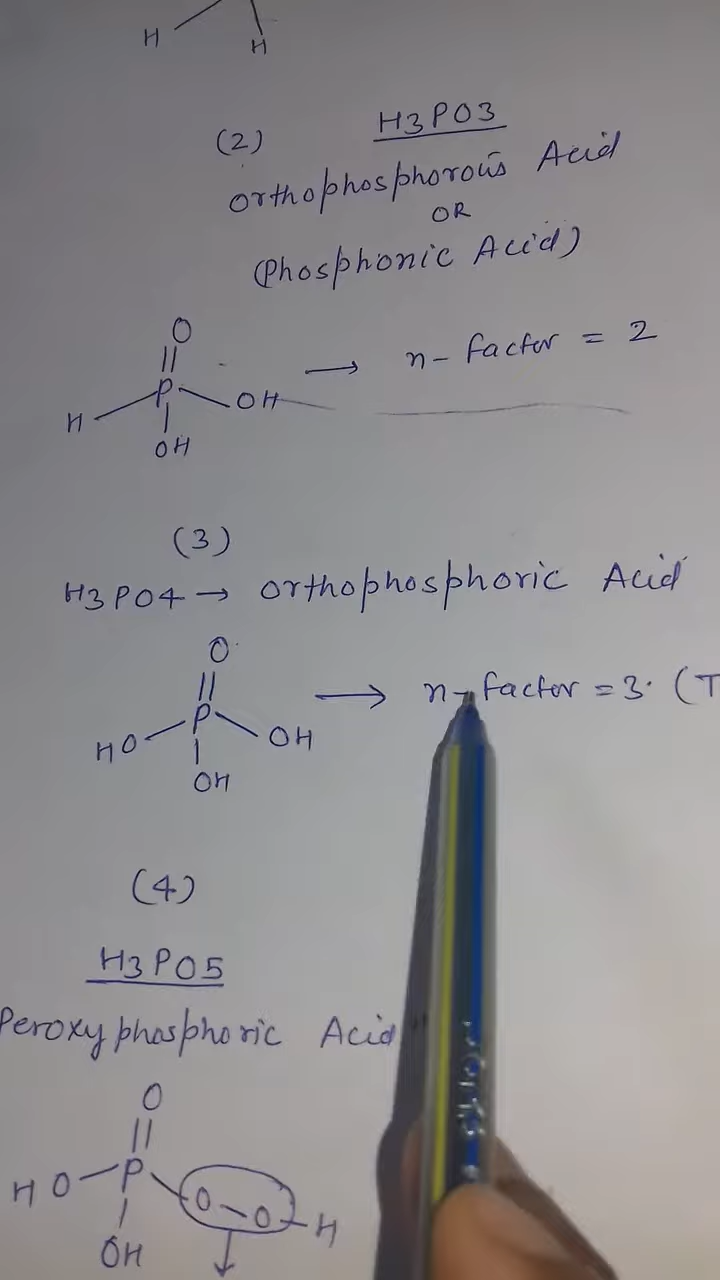 H H
(2) H3PO3
Orthophosphorous Acid
OR
(Phosphonic Acid)
O
P → n-factor = 2
H OH
OH
(3)
H3PO4 → Orthophosphoric Acid
O
P → n-factor = 3. (T
HO OH
OH
(4)
H3PO5
Peroxyphosphoric Acid
O
HO P O O H
OH